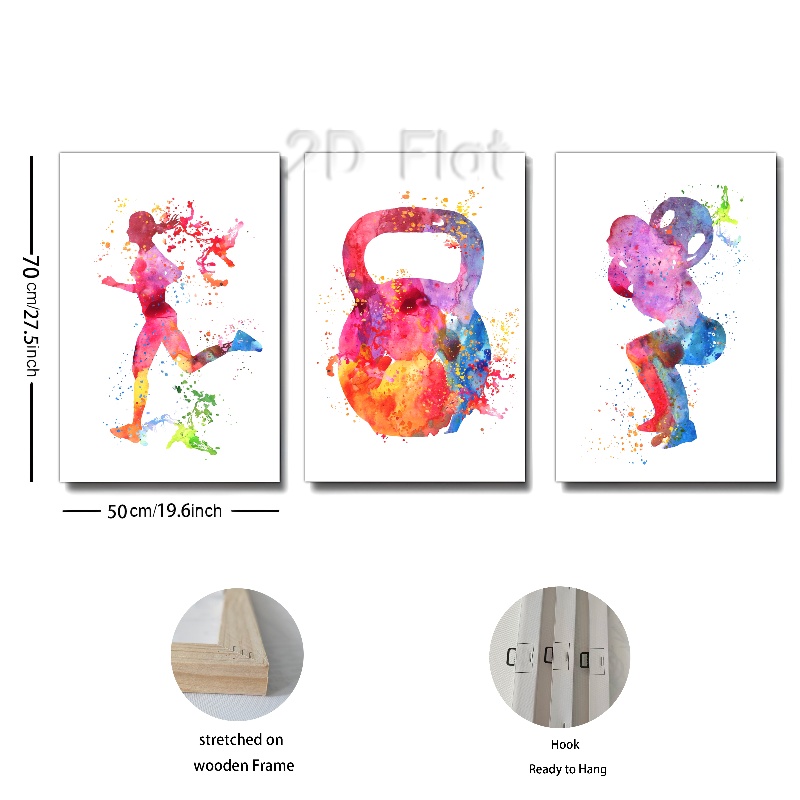 2D Flat
70 cm/27.5inch
50 cm/19.6inch
stretched on
wooden Frame
Hook
Ready to Hang